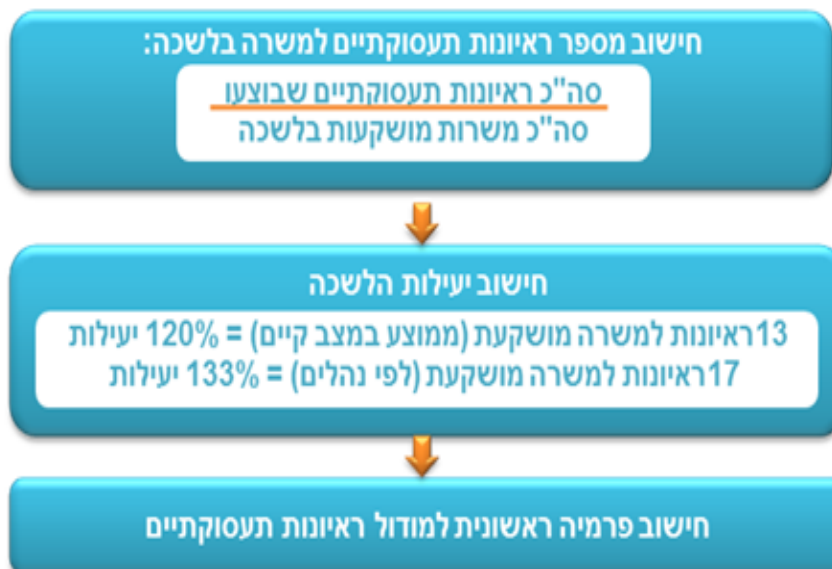 חישוב מספר ראיונות תעסוקתיים למשרה בלשכה:
סה"כ ראיונות תעסוקתיים שבוצעו
סה"כ משרות מושקעות בלשכה
חישוב יעילות הלשכה
13ראיונות למשרה מושקעת (ממוצע במצב קיים) = 120% יעילות
17ראיונות למשרה מושקעת (לפי נהלים) = 133% יעילות
חישוב פרמיה ראשונית למודול ראיונות תעסוקתיים